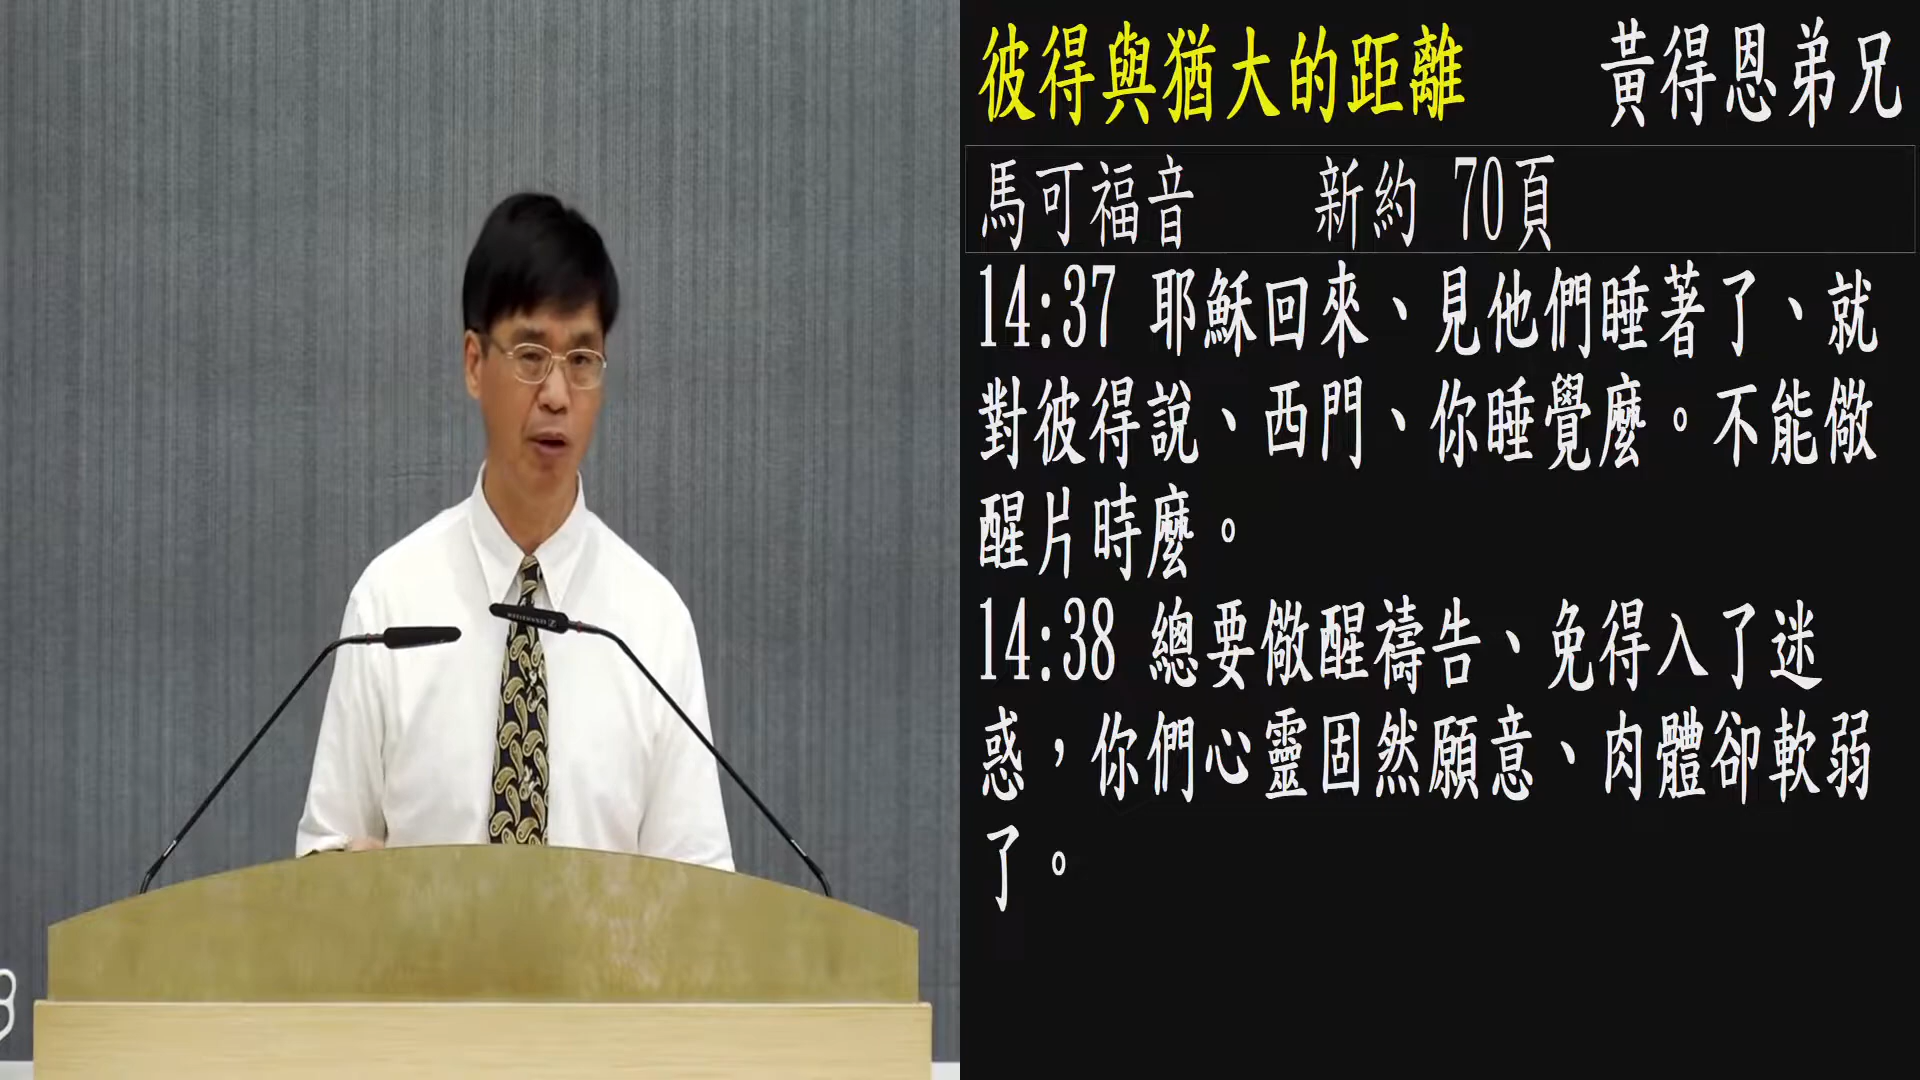 彼得與猶大的距離 黃得恩弟兄
馬可福音 新約 70頁
14:37 耶穌回來、見他們睡著了、就
對彼得說、西門、你睡覺麼。不能儆
醒片時麼。
14:38 總要儆醒禱告、免得入了迷
惑，你們心靈固然願意、肉體卻軟弱
了。
SENNHEISER